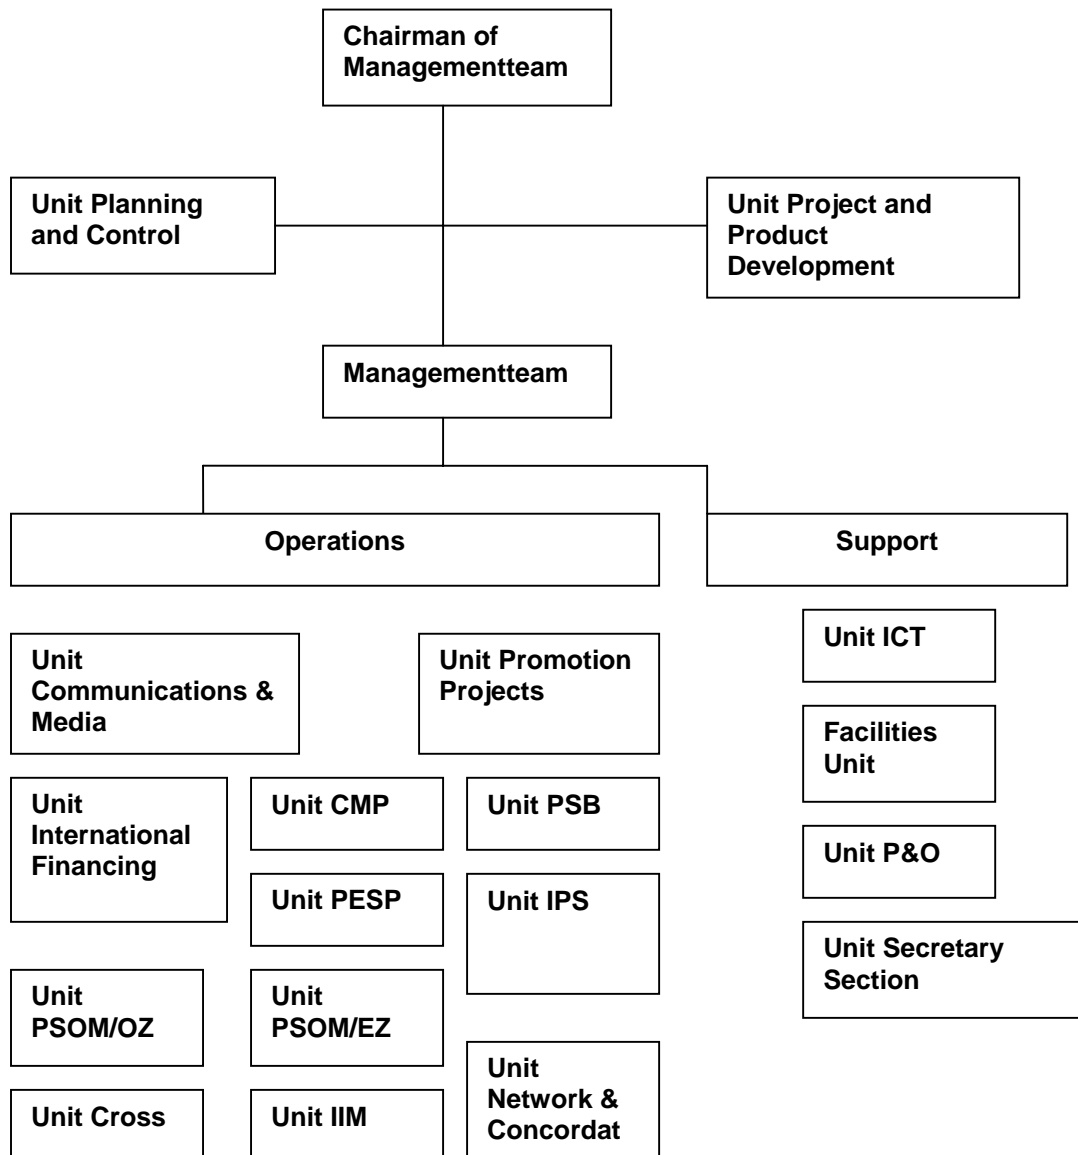 Chairman of
Managementteam
Unit Planning
and Control
Unit Project and
Product
Development
Managementteam
Operations
Support
Unit
Communications &
Media
Unit Promotion
Projects
Unit ICT
Facilities
Unit
Unit
International
Financing
Unit CMP
Unit PSB
Unit P&O
Unit PESP
Unit IPS
Unit Secretary
Section
Unit
PSOM/OZ
Unit
PSOM/EZ
Unit
Network &
Concordat
Unit Cross
Unit IIM